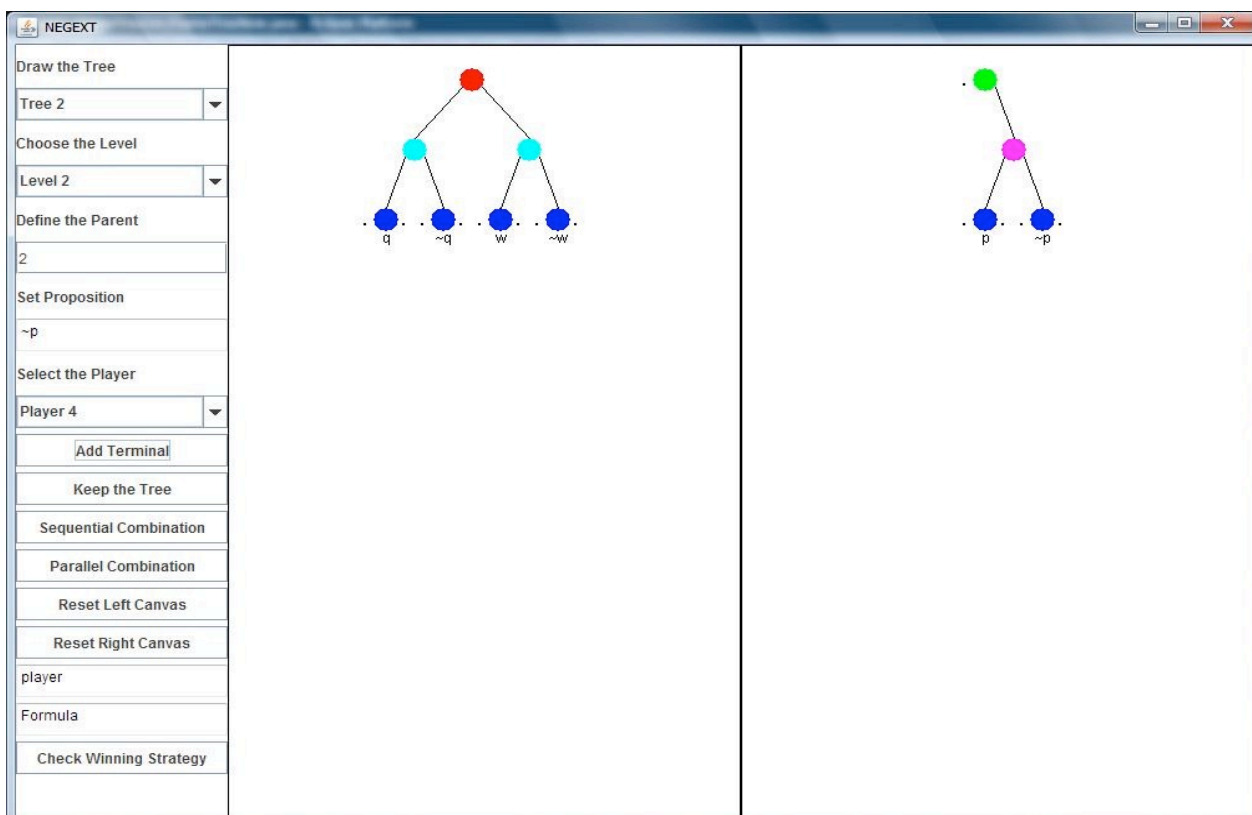 NEGEXT
Draw the Tree
Tree 2
Choose the Level
Level 2
Define the Parent
2
Set Proposition
~p
Select the Player
Player 4
Add Terminal
Keep the Tree
Sequential Combination
Parallel Combination
Reset Left Canvas
Reset Right Canvas
player
Formula
Check Winning Strategy
q ~q w ~w
p ~p